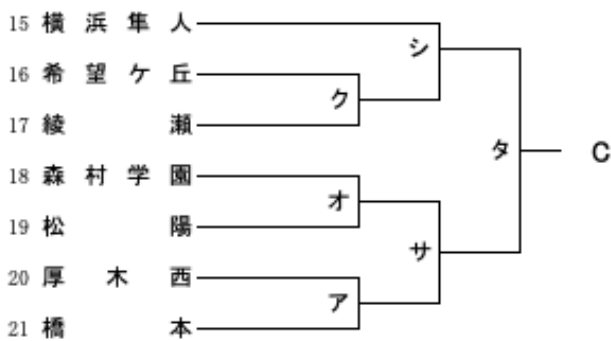 15 横浜隼人
シ
16 希望ケ丘
ク
17 綾瀬
タ C
18 森村学園
オ
19 松陽
サ
20 厚木西
ア
21 橋本